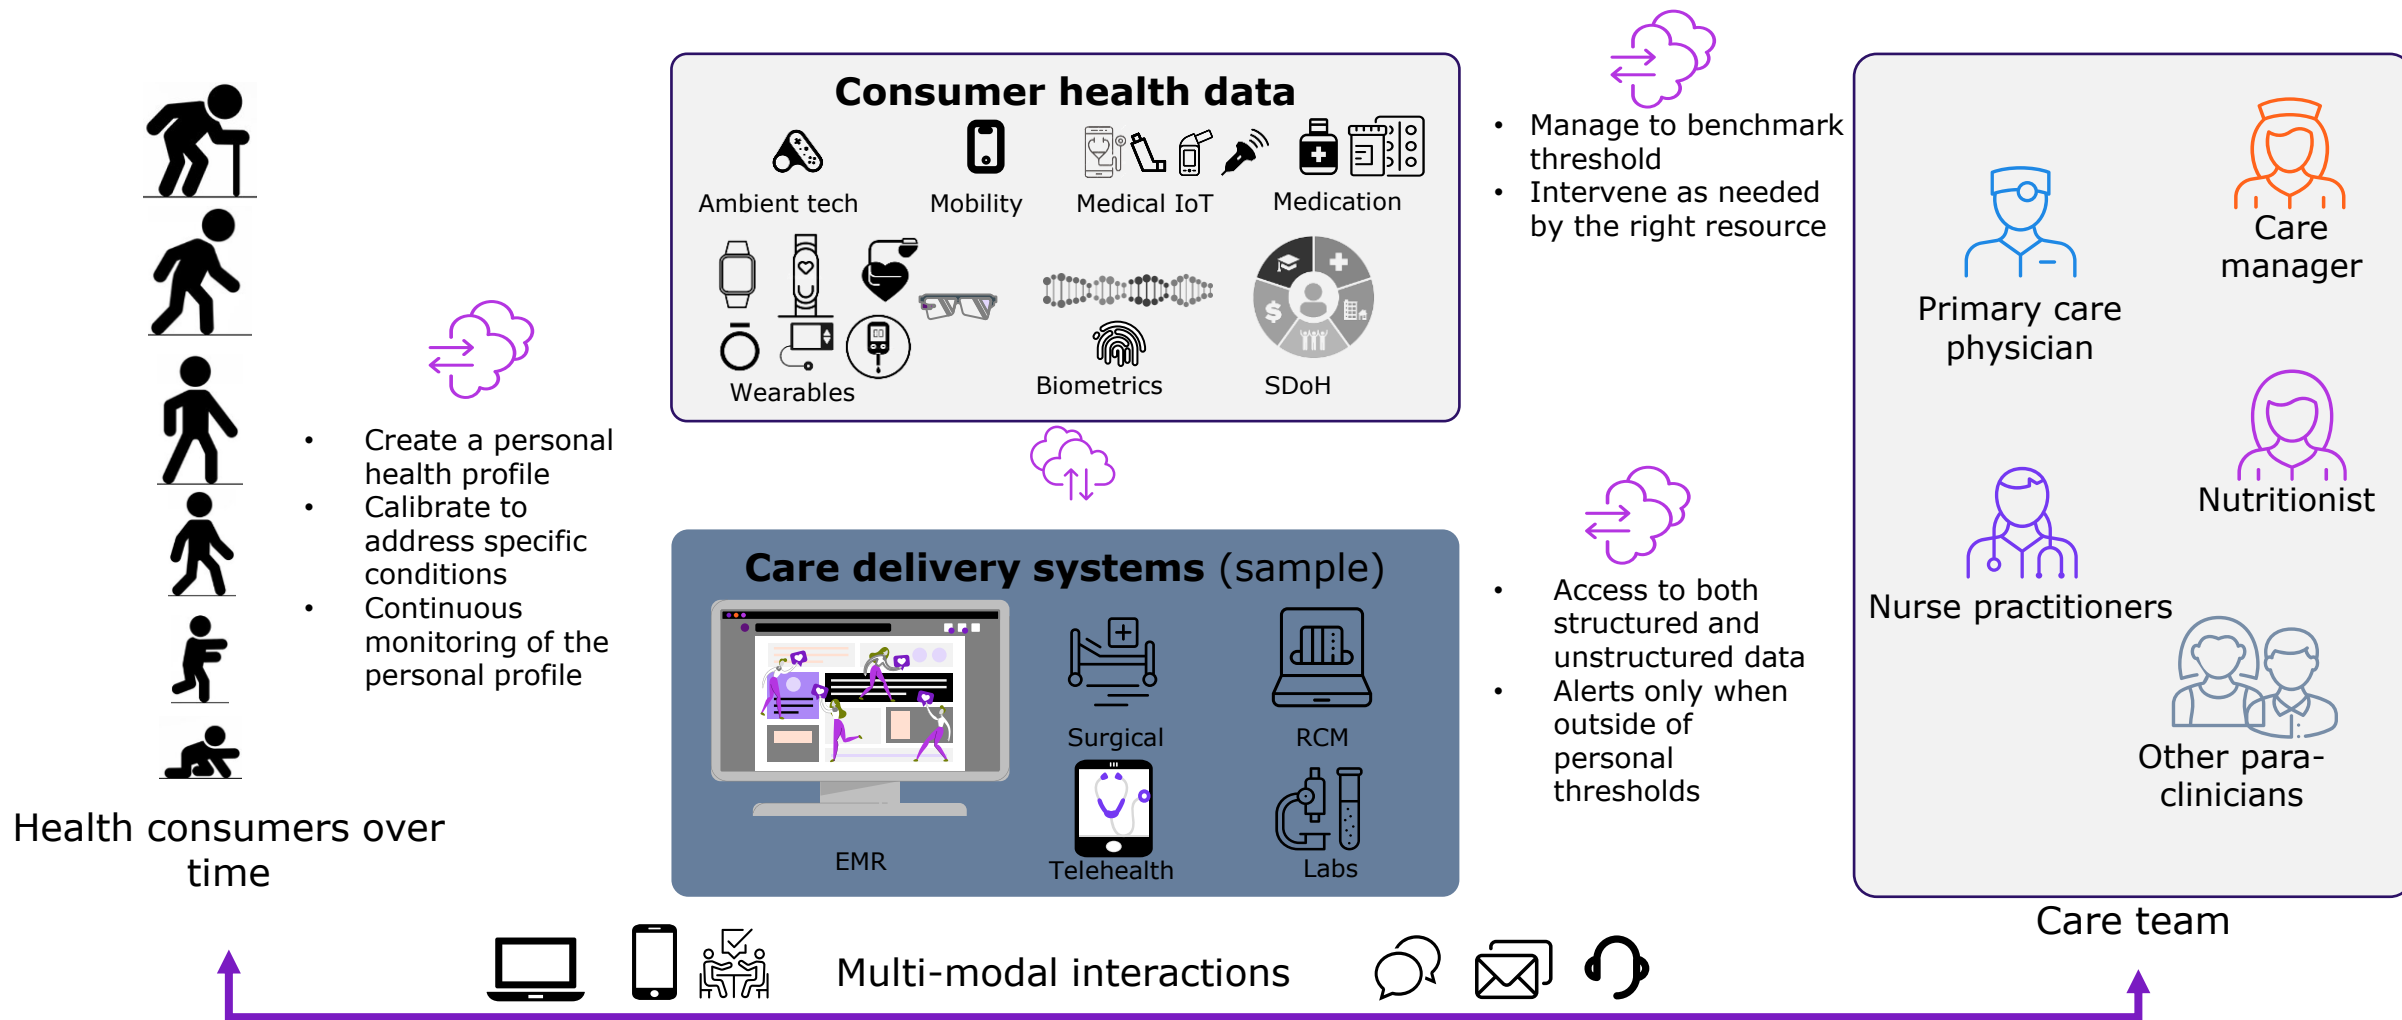 Consumer health data
Ambient tech
Mobility
Medical IoT
Medication
Wearables
Biometrics
SDoH
• Create a personal
health profile
• Calibrate to
address specific
conditions
• Continuous
monitoring of the
personal profile
Health consumers over
time
Care delivery systems (sample)
EMR
Surgical
RCM
Telehealth
Labs
• Manage to benchmark
threshold
• Intervene as needed
by the right resource
• Access to both
structured and
unstructured data
• Alerts only when
outside of
personal
thresholds
Care
manager
Primary care
physician
Nutritionist
Nurse practitioners
Other para-
clinicians
Care team
Multi-modal interactions